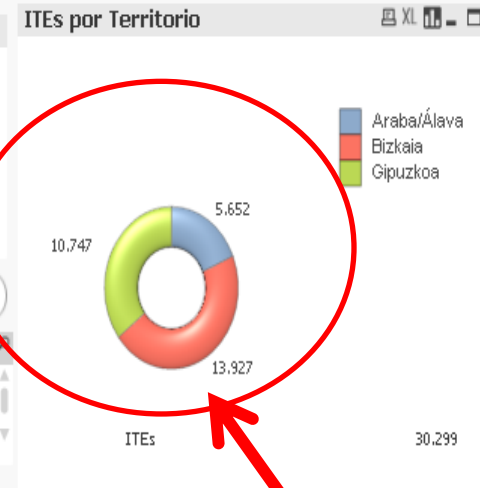 ITEs por Territorio
XL
Araba/Álava
Bizkaia
Gipuzkoa
5.652
10.747
13.927
ITEs 30.299